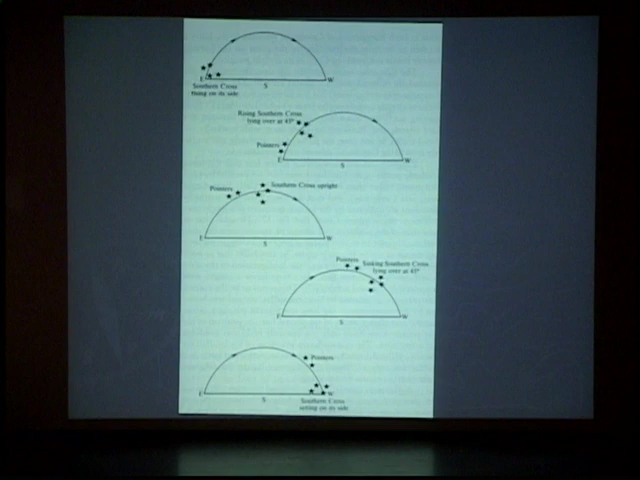 E
W
S
Southern Cross
rising on its side
Rising Southern Cross
lying over at 45°
Pointers
E
W
S
Pointers
Southern Cross upright
E
W
S
Pointers
Sinking Southern Cross
lying over at 45°
E
W
S
Pointers
E
W
S
Southern Cross
setting on its side